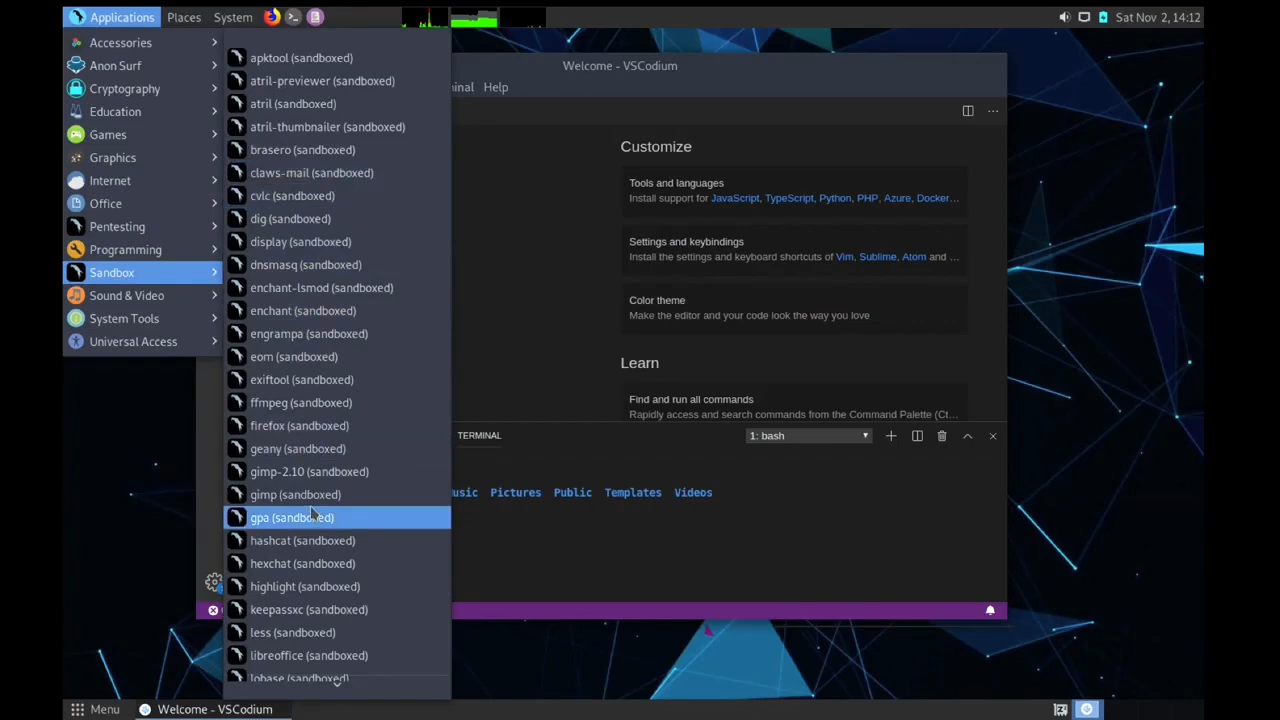 Applications Places System Sat Nov 2, 14:12
Accessories
Anon Surf
Cryptography
Education
Games
Graphics
Internet
Office
Pentesting
Programming
Sandbox
Sound & Video
System Tools
Universal Access
apktool (sandboxed)
atril-previewer (sandboxed)
atril (sandboxed)
atril-thumbnailer (sandboxed)
brasero (sandboxed)
claws-mail (sandboxed)
cvlc (sandboxed)
dig (sandboxed)
display (sandboxed)
dnsmasq (sandboxed)
enchant-lsmod (sandboxed)
enchant (sandboxed)
engrampa (sandboxed)
eom (sandboxed)
exiftool (sandboxed)
ffmpeg (sandboxed)
firefox (sandboxed)
geany (sandboxed)
gimp-2.10 (sandboxed)
gimp (sandboxed)
gpa (sandboxed)
hashcat (sandboxed)
hexchat (sandboxed)
highlight (sandboxed)
keepassxc (sandboxed)
less (sandboxed)
libreoffice (sandboxed)
lobase (sandboxed)
Welcome - VSCodium
minal Help
Customize
Tools and languages
Install support for JavaScript, TypeScript, Python, PHP, Azure, Docker...
Settings and keybindings
Install the settings and keyboard shortcuts of Vim, Sublime, Atom and ...
Color theme
Make the editor and your code look the way you love
Learn
Find and run all commands
Rapidly access and search commands from the Command Palette (Ct...
TERMINAL 1: bash
usic Pictures Public Templates Videos
Menu Welcome - VSCodium